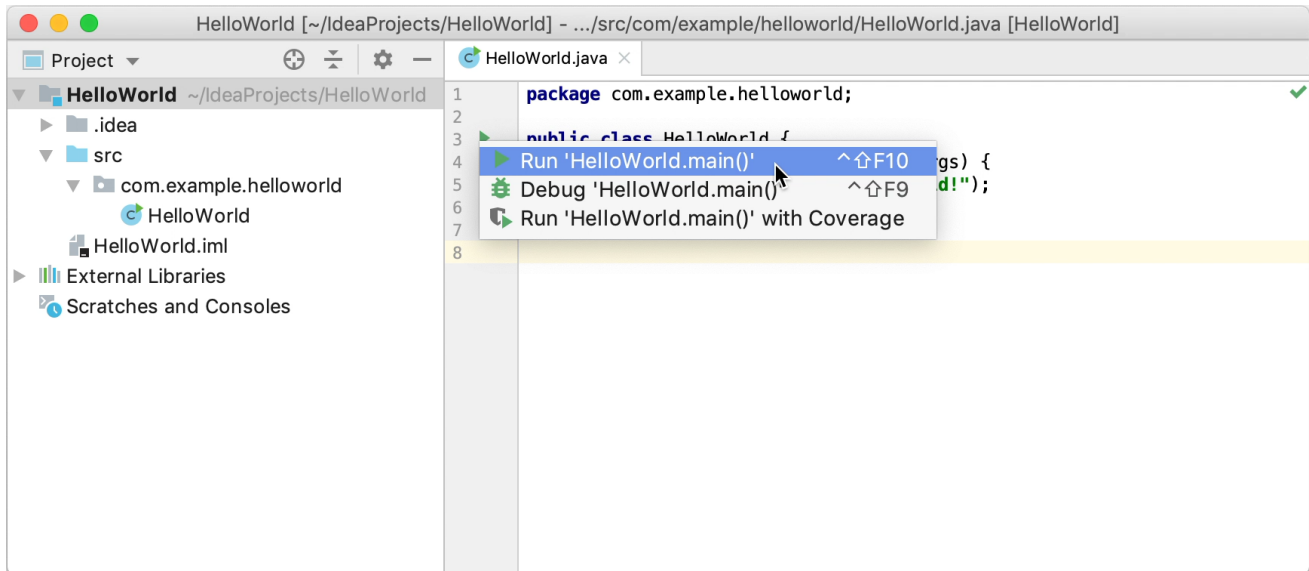 HelloWorld [~/IdeaProjects/HelloWorld] - .../src/com/example/helloworld/HelloWorld.java [HelloWorld]
Project
HelloWorld ~/IdeaProjects/HelloWorld
.idea
src
com.example.helloworld
HelloWorld
HelloWorld.iml
External Libraries
Scratches and Consoles
HelloWorld.java
1 package com.example.helloworld;
2
3 public class HelloWorld {
4 gs) {
5 d!");
6
7
8
Run 'HelloWorld.main()' ^⇧F10
Debug 'HelloWorld.main()' ^⇧F9
Run 'HelloWorld.main()' with Coverage